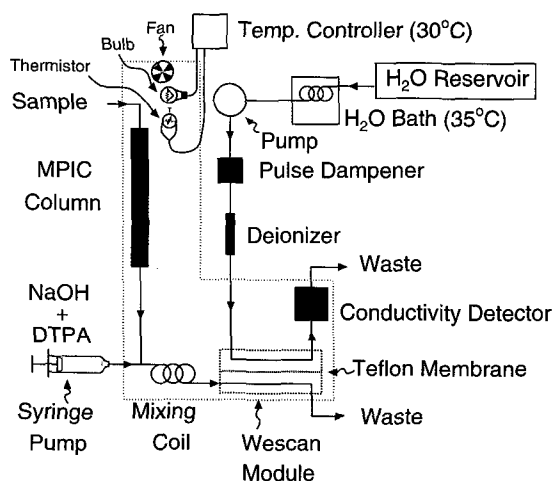 Fan
Temp. Controller (30°C)
Bulb
Thermistor
Sample
H₂O Reservoir
H₂O Bath (35°C)
Pump
MPIC
Column
Pulse Dampener
Deionizer
Waste
NaOH
+
DTPA
Conductivity Detector
Teflon Membrane
Syringe
Pump
Mixing
Coil
Wescan
Module
Waste